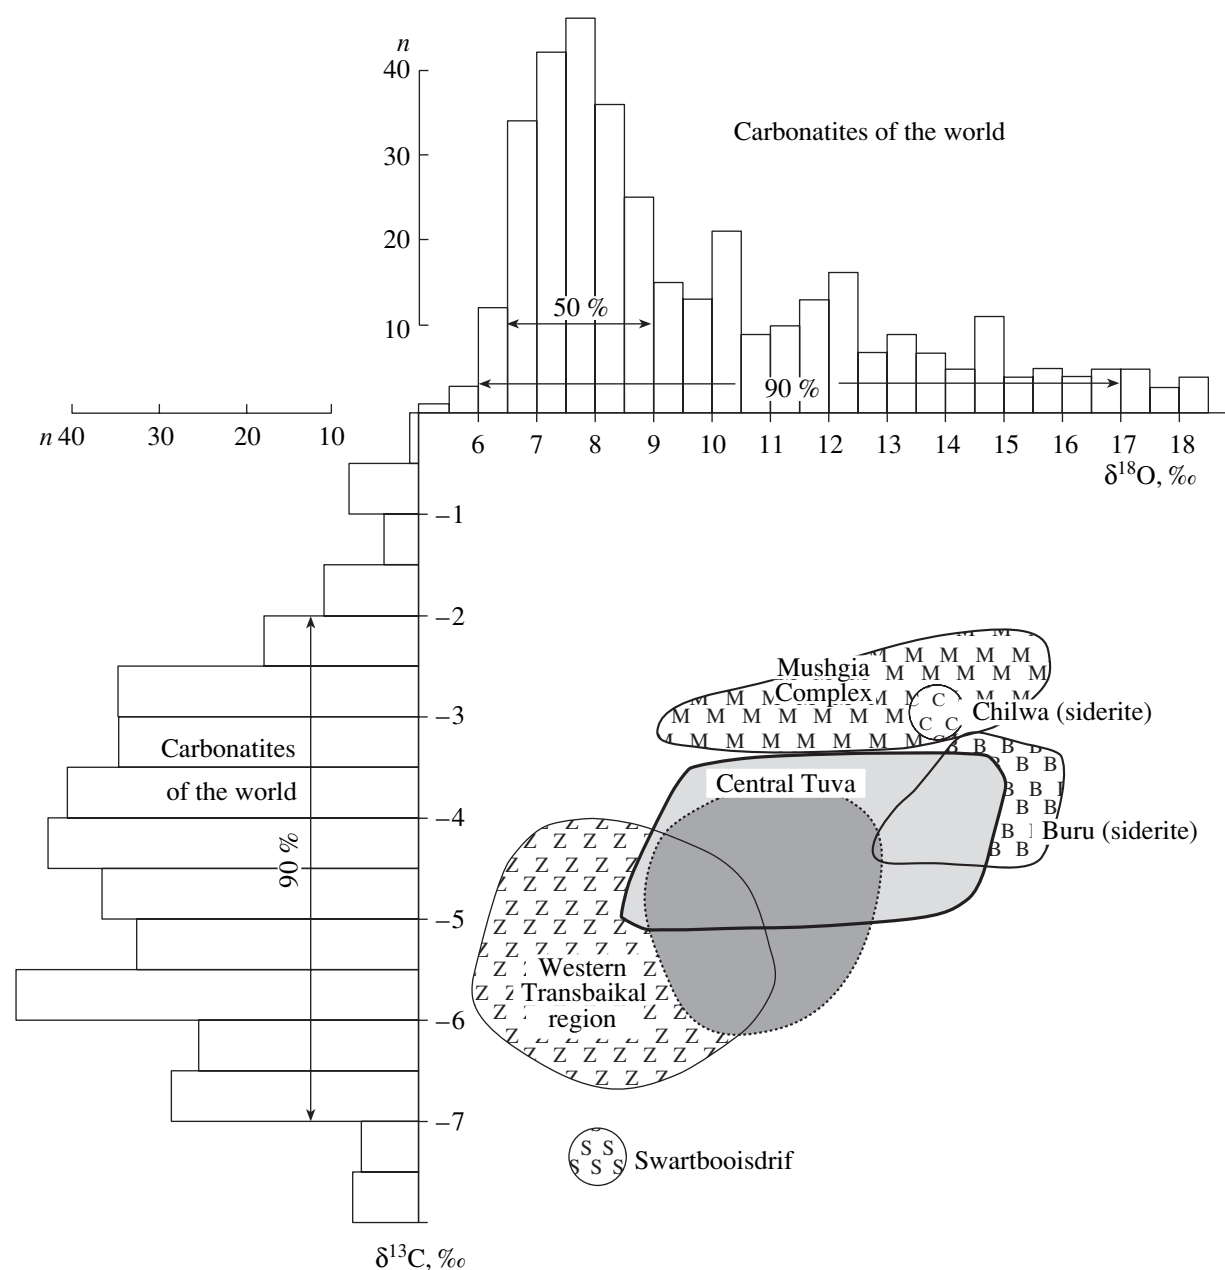 n
40
30
20
10
Carbonatites of the world
50 %
90 %
n 40 30 20 10
6 7 8 9 10 11 12 13 14 15 16 17 18
δ18O, ‰
–1
–2
–3
–4
–5
–6
–7
Carbonatites
of the world
90 %
δ13C, ‰
M M
M M M M M
Mushgia
M M M M
Complex
M M M M M M M
C
M M M M M M M
C C
Chilwa (siderite)
M M M M M M M
C
B B B B
B B B
Central Tuva
B B B
B B
B
Buru (siderite)
B B
Z Z
Z Z Z Z
Z Z Z Z
Z Z Z Z
Z Z Z Z
Z Z Z Z
Western
Z
Transbaikal
Z Z Z
region
Z Z Z
Z Z Z Z Z
Z Z Z
S S
S S S
Swartbooisdrif